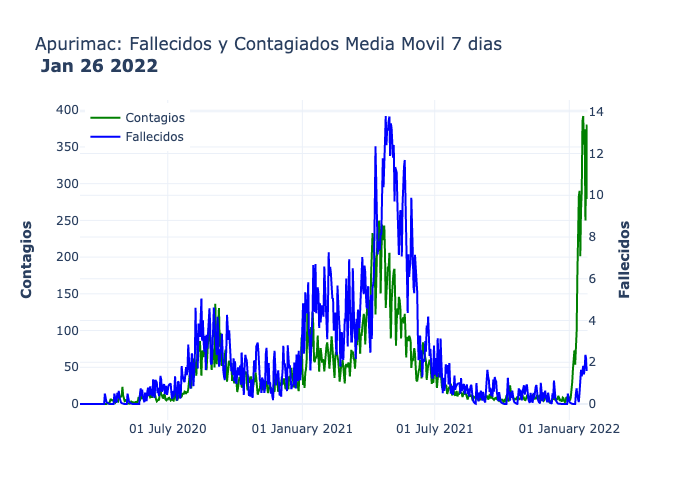 Apurimac: Fallecidos y Contagiados Media Movil 7 dias
Jan 26 2022
Contagios
Fallecidos
400
350
300
250
200
150
100
50
0
Contagios
14
12
10
8
6
4
2
0
Fallecidos
01 July 2020
01 January 2021
01 July 2021
01 January 2022